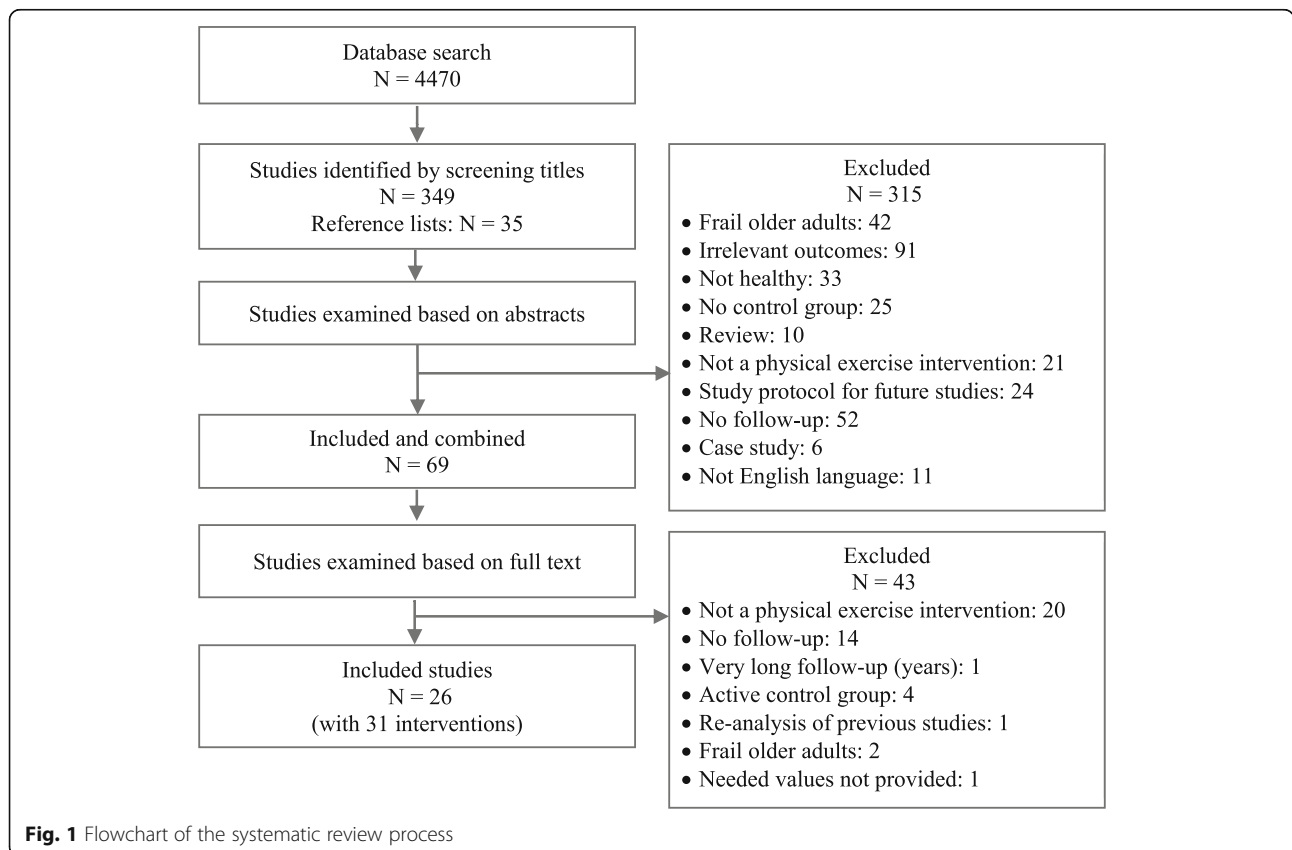 Database search
N = 4470
Studies identified by screening titles
N = 349
Reference lists: N = 35
Studies examined based on abstracts
Excluded
N = 315
• Frail older adults: 42
• Irrelevant outcomes: 91
• Not healthy: 33
• No control group: 25
• Review: 10
• Not a physical exercise intervention: 21
• Study protocol for future studies: 24
• No follow-up: 52
• Case study: 6
• Not English language: 11
Included and combined
N = 69
Studies examined based on full text
Excluded
N = 43
• Not a physical exercise intervention: 20
• No follow-up: 14
• Very long follow-up (years): 1
• Active control group: 4
• Re-analysis of previous studies: 1
• Frail older adults: 2
• Needed values not provided: 1
Included studies
N = 26
(with 31 interventions)
Fig. 1 Flowchart of the systematic review process